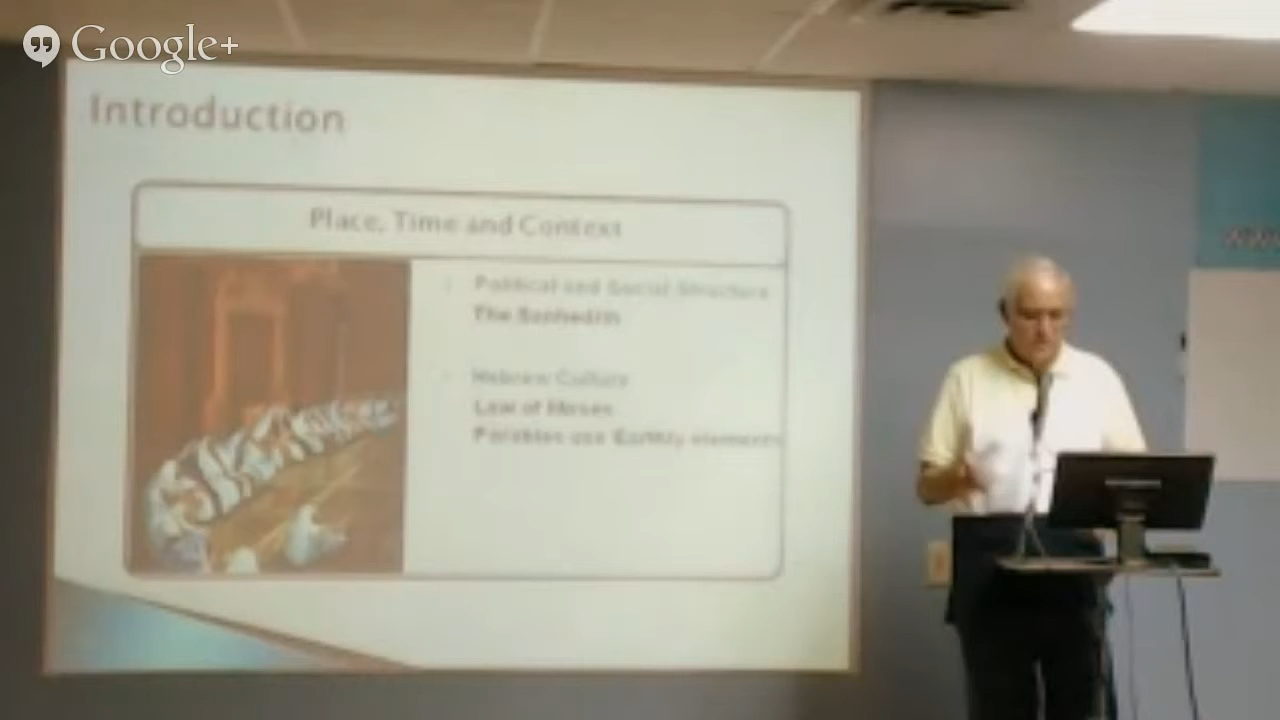 Google+
Introduction
Place, Time and Context
Political and Social Structure
The Sanhedrin
Hebrew Culture
Law of Moses
Parables use Earthly elements